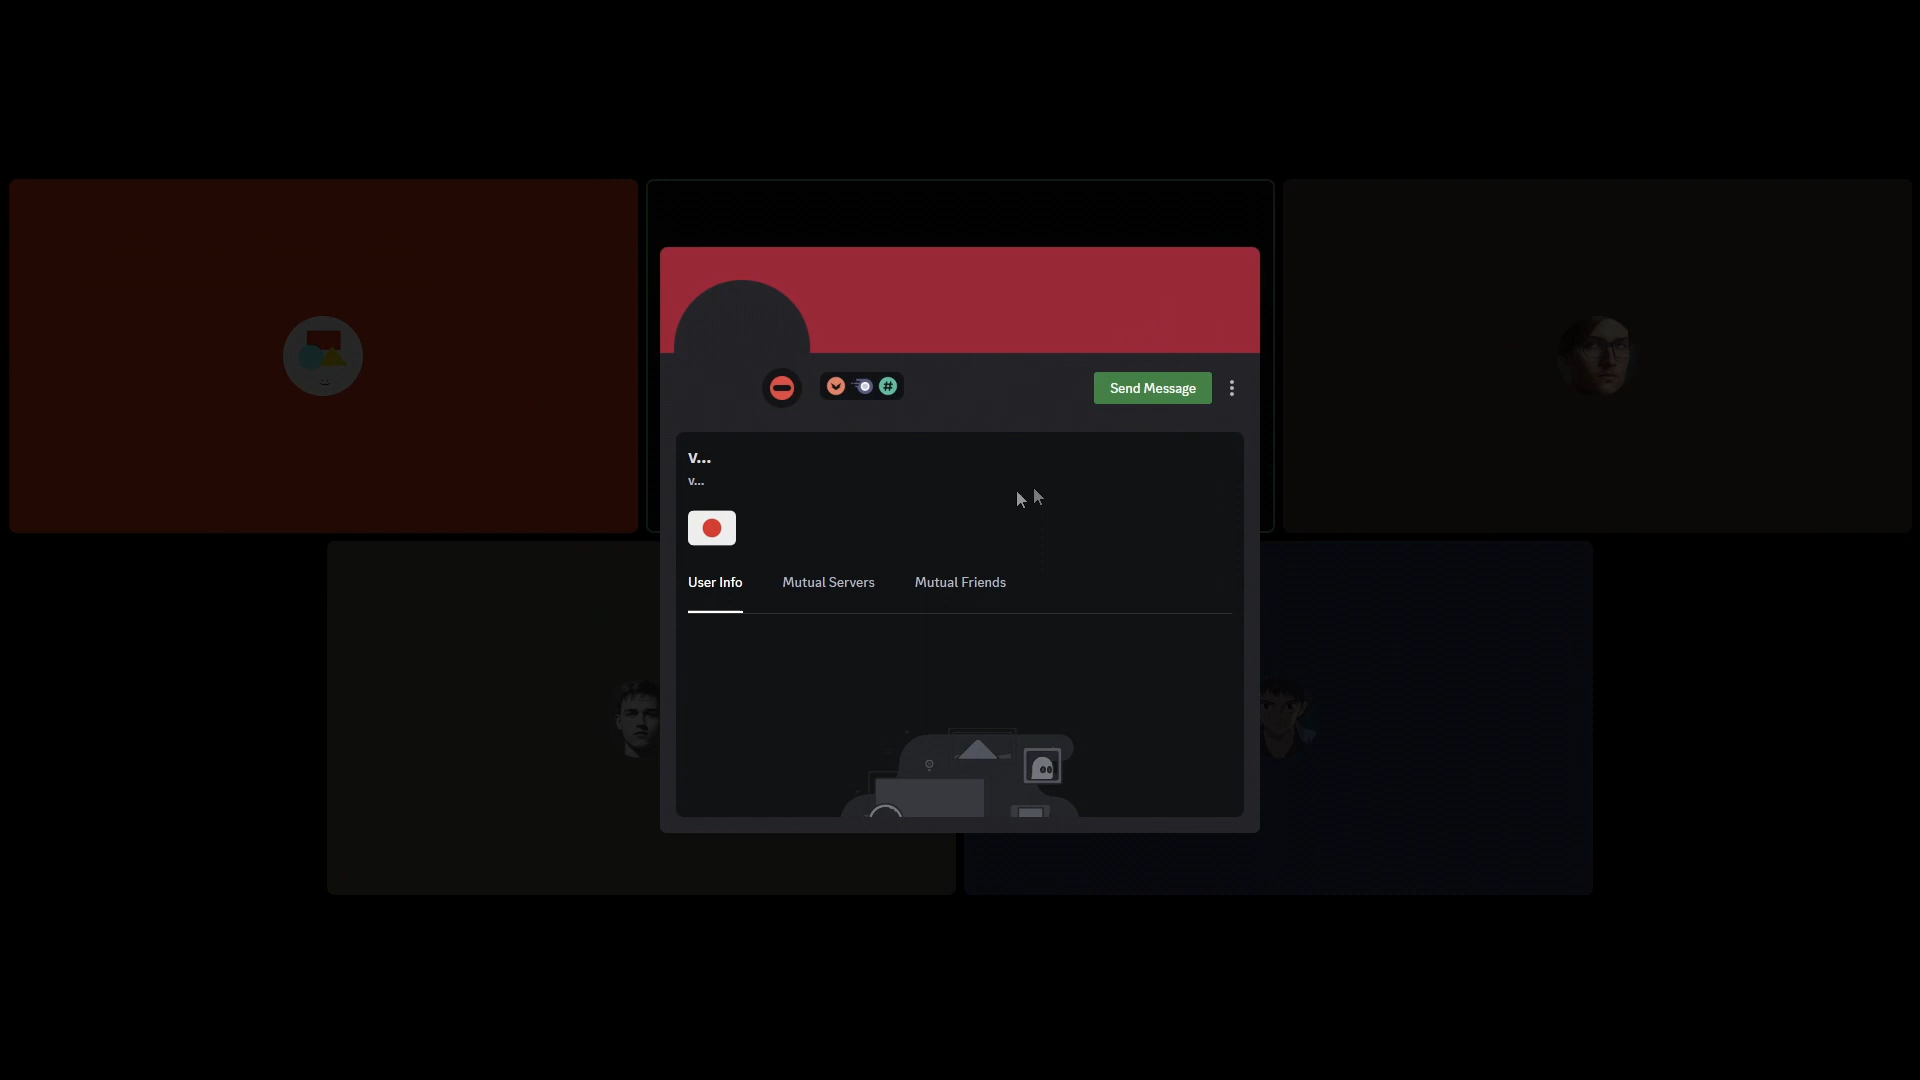 Send Message
v...
v...
User Info
Mutual Servers
Mutual Friends